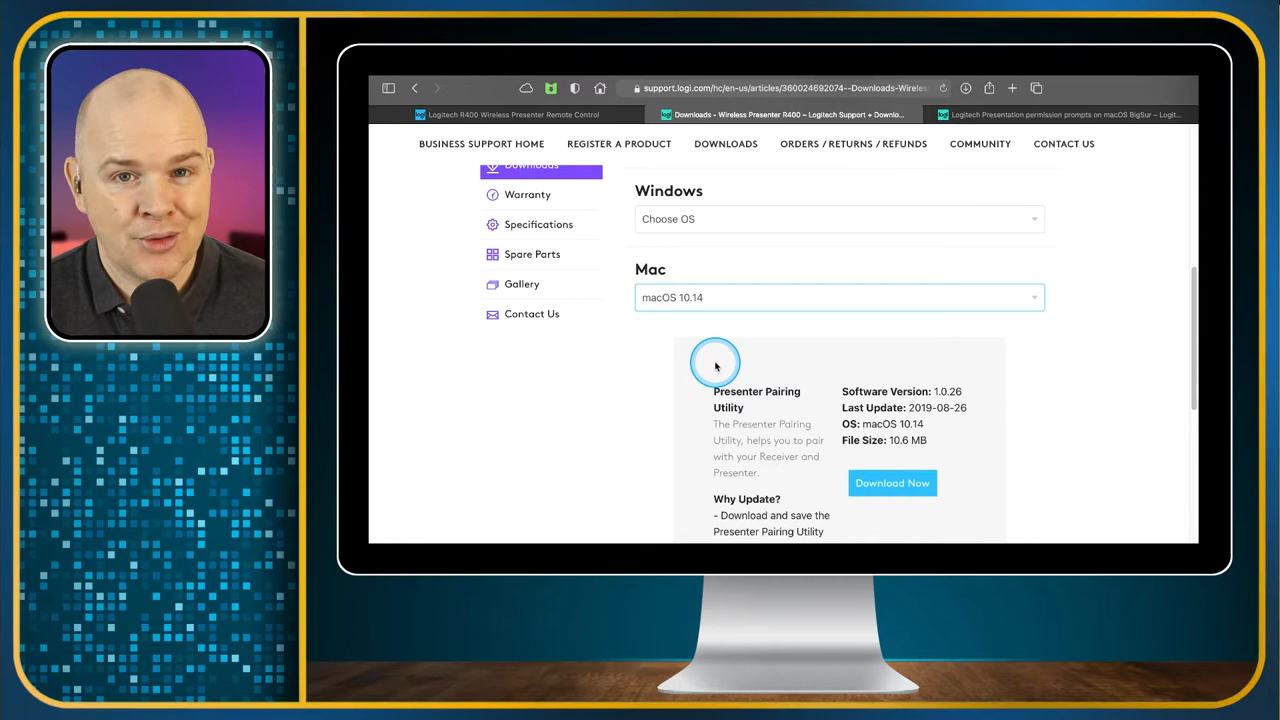 support.logi.com/hc/en-us/articles/360024692074--Downloads-Wireles
Logitech R400 Wireless Presenter Remote Control
logi Downloads - Wireless Presenter R400 – Logitech Support + Downlo...
logi Logitech Presentation permission prompts on macOS BigSur – Logit...
BUSINESS SUPPORT HOME REGISTER A PRODUCT DOWNLOADS ORDERS / RETURNS / REFUNDS COMMUNITY CONTACT US
Downloads
Warranty
Specifications
Spare Parts
Gallery
Contact Us
Windows
Choose OS
Mac
macOS 10.14
Presenter Pairing
Utility
The Presenter Pairing
Utility, helps you to pair
with your Receiver and
Presenter.
Why Update?
- Download and save the
Presenter Pairing Utility
Software Version: 1.0.26
Last Update: 2019-08-26
OS: macOS 10.14
File Size: 10.6 MB
Download Now